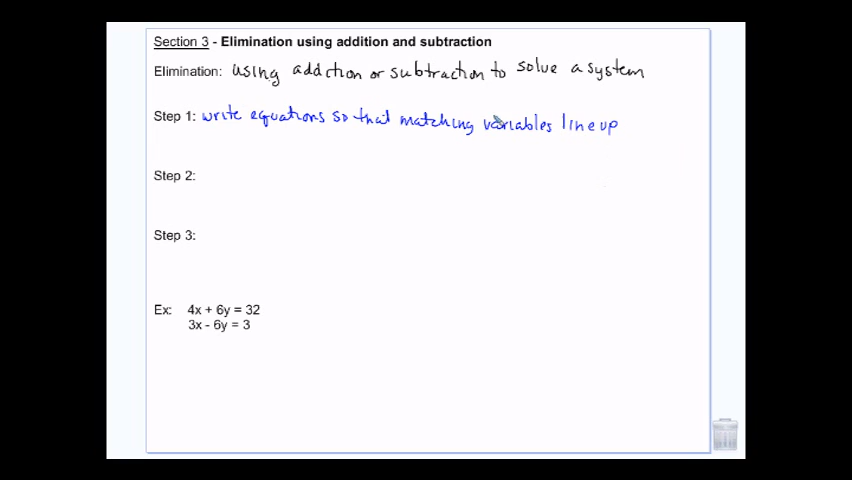 Section 3 - Elimination using addition and subtraction
Elimination: using addction or subtraction to solve a system
Step 1: write equations so that matching variables line up
Step 2:
Step 3:
Ex: 4x + 6y = 32
3x - 6y = 3